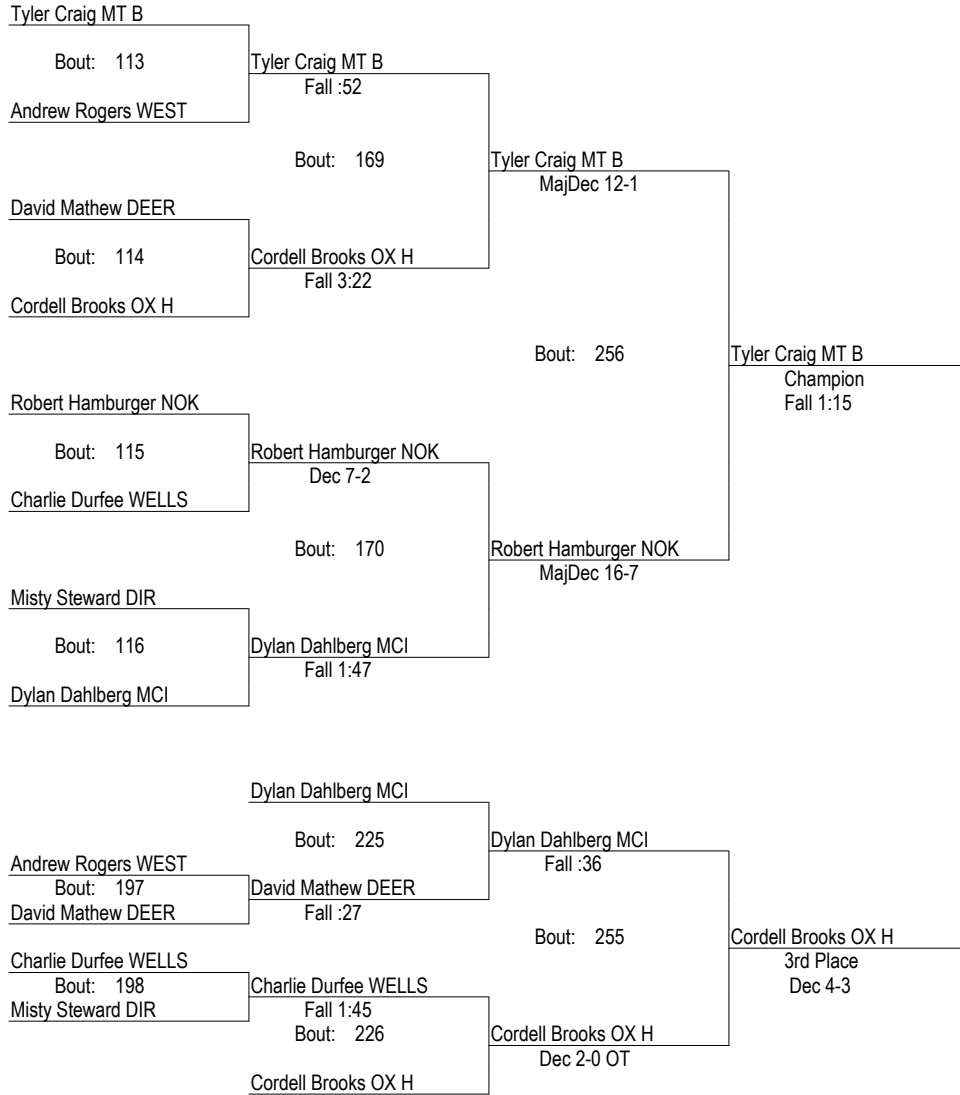 Tyler Craig MT B
Bout: 113
Tyler Craig MT B
Fall :52
Andrew Rogers WEST
Bout: 169
Tyler Craig MT B
MajDec 12-1
David Mathew DEER
Bout: 114
Cordell Brooks OX H
Fall 3:22
Cordell Brooks OX H
Bout: 256
Tyler Craig MT B
Champion
Fall 1:15
Robert Hamburger NOK
Bout: 115
Robert Hamburger NOK
Dec 7-2
Charlie Durfee WELLS
Bout: 170
Robert Hamburger NOK
MajDec 16-7
Misty Steward DIR
Bout: 116
Dylan Dahlberg MCI
Fall 1:47
Dylan Dahlberg MCI
Dylan Dahlberg MCI
Bout: 225
Dylan Dahlberg MCI
Fall :36
Andrew Rogers WEST
Bout: 197
David Mathew DEER
David Mathew DEER
Fall :27
Bout: 255
Cordell Brooks OX H
3rd Place
Dec 4-3
Charlie Durfee WELLS
Bout: 198
Misty Steward DIR
Charlie Durfee WELLS
Fall 1:45
Bout: 226
Cordell Brooks OX H
Dec 2-0 OT
Cordell Brooks OX H